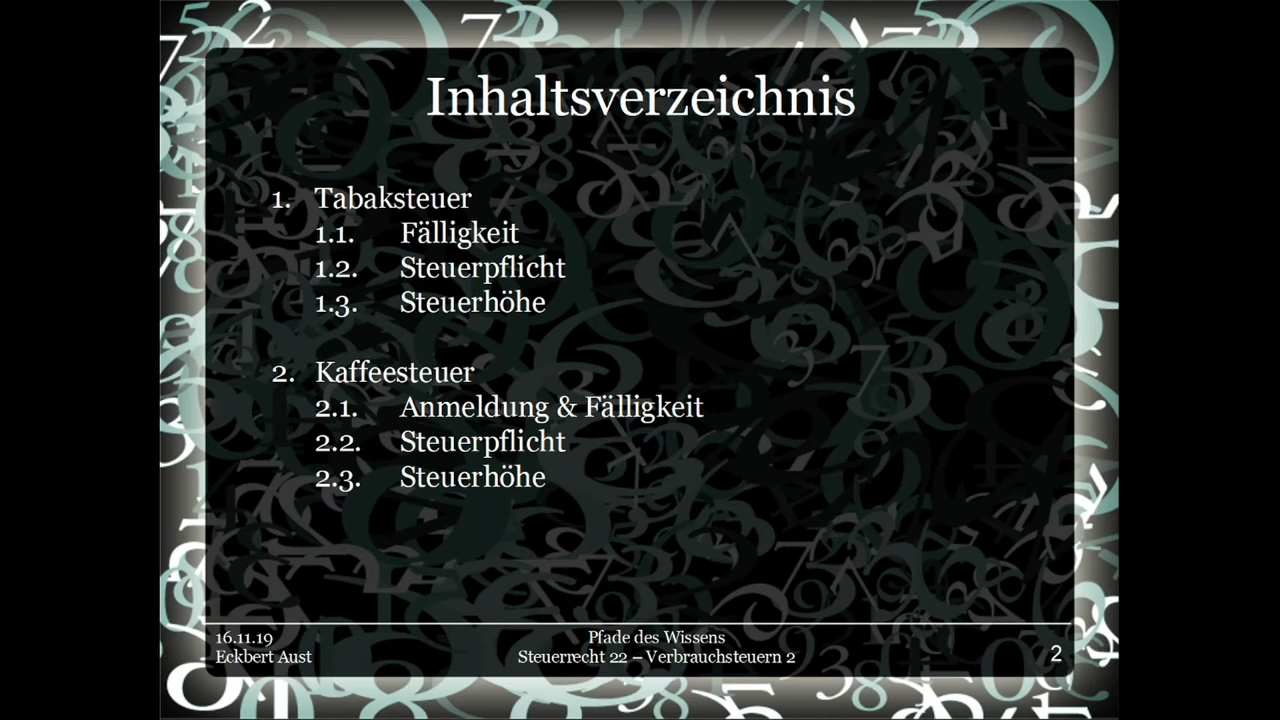 Inhaltsverzeichnis
1. Tabaksteuer
1.1. Fälligkeit
1.2. Steuerpflicht
1.3. Steuerhöhe
2. Kaffeesteuer
2.1. Anmeldung & Fälligkeit
2.2. Steuerpflicht
2.3. Steuerhöhe
16.11.19
Eckbert Aust
Pfade des Wissens
Steuerrecht 22 – Verbrauchsteuern 2
2